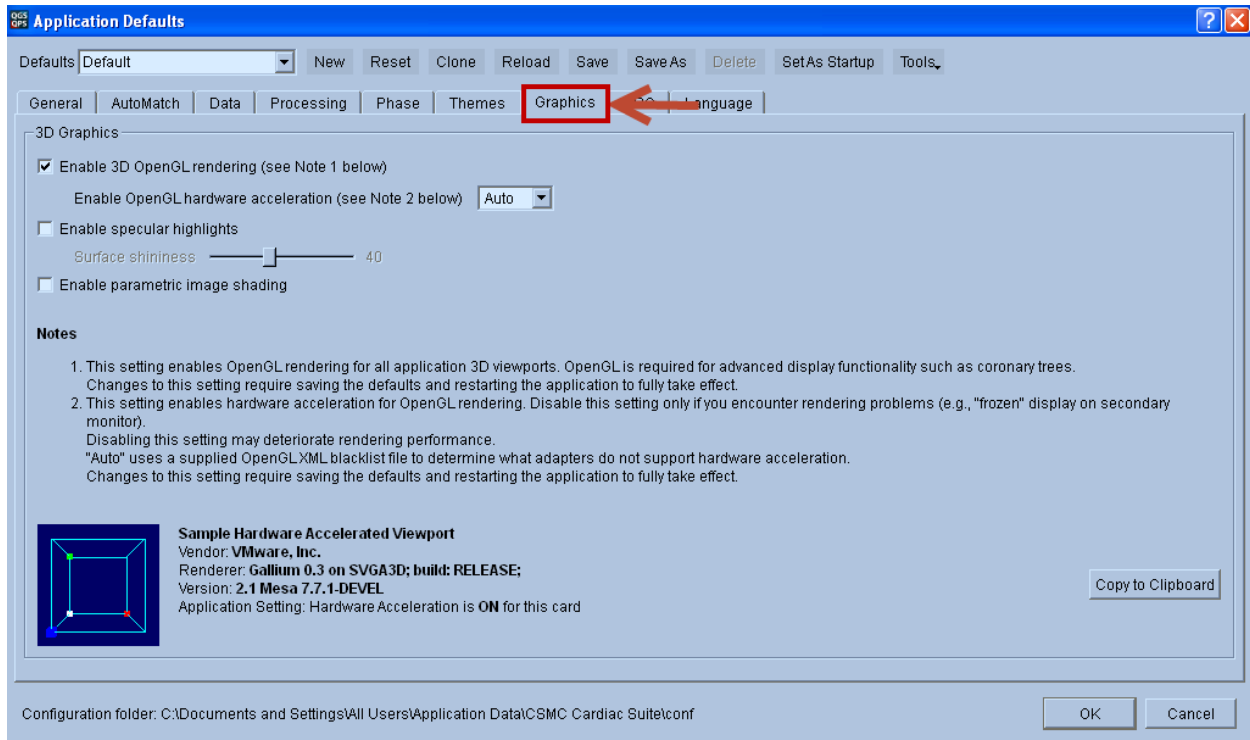 QGS QPS Application Defaults
Defaults Default New Reset Clone Reload Save Save As Delete Set As Startup Tools
General AutoMatch Data Processing Phase Themes Graphics Language
3D Graphics
Enable 3D OpenGL rendering (see Note 1 below)
Enable OpenGL hardware acceleration (see Note 2 below) Auto
Enable specular highlights
Surface shininess 40
Enable parametric image shading
Notes
1. This setting enables OpenGL rendering for all application 3D viewports. OpenGL is required for advanced display functionality such as coronary trees.
Changes to this setting require saving the defaults and restarting the application to fully take effect.
2. This setting enables hardware acceleration for OpenGL rendering. Disable this setting only if you encounter rendering problems (e.g., "frozen" display on secondary
monitor).
Disabling this setting may deteriorate rendering performance.
"Auto" uses a supplied OpenGL XML blacklist file to determine what adapters do not support hardware acceleration.
Changes to this setting require saving the defaults and restarting the application to fully take effect.
Sample Hardware Accelerated Viewport
Vendor: VMware, Inc.
Renderer: Gallium 0.3 on SVGA3D; build: RELEASE;
Version: 2.1 Mesa 7.7.1-DEVEL
Application Setting: Hardware Acceleration is ON for this card
Copy to Clipboard
Configuration folder: C:\Documents and Settings\All Users\Application Data\CSMC Cardiac Suite\conf
OK Cancel